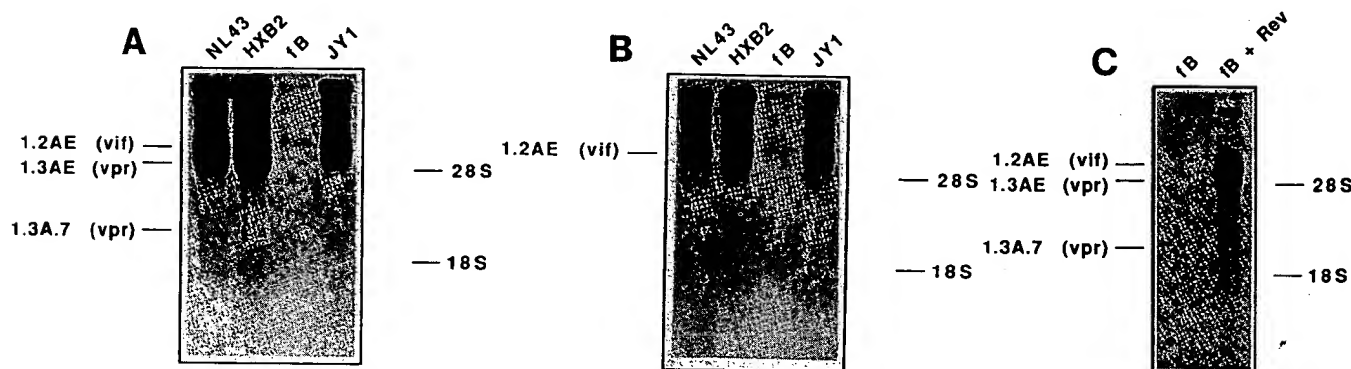 A
NL43 HXB2 fB JY1
1.2AE (vif)
1.3AE (vpr)
1.3A.7 (vpr)
28S
18S
B
NL43 HXB2 fB JY1
1.2AE (vif)
28S
18S
C
fB fB + Rev
1.2AE (vif)
1.3AE (vpr)
1.3A.7 (vpr)
28S
18S